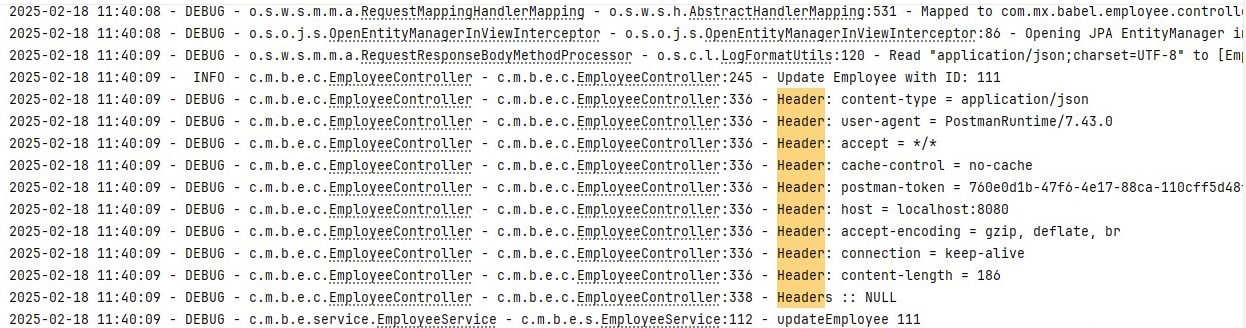 2025-02-18 11:40:08 - DEBUG - o.s.w.s.m.m.a.RequestMappingHandlerMapping - o.s.w.s.h.AbstractHandlerMapping:531 - Mapped to com.mx.babel.employee.controll
2025-02-18 11:40:08 - DEBUG - o.s.o.j.s.OpenEntityManagerInViewInterceptor - o.s.o.j.s.OpenEntityManagerInViewInterceptor:86 - Opening JPA EntityManager i
2025-02-18 11:40:09 - DEBUG - o.s.w.s.m.m.a.RequestResponseBodyMethodProcessor - o.s.c.l.LogFormatUtils:120 - Read "application/json;charset=UTF-8" to [Emp
2025-02-18 11:40:09 -  INFO - c.m.b.e.c.EmployeeController - c.m.b.e.c.EmployeeController:245 - Update Employee with ID: 111
2025-02-18 11:40:09 - DEBUG - c.m.b.e.c.EmployeeController - c.m.b.e.c.EmployeeController:336 - Header: content-type = application/json
2025-02-18 11:40:09 - DEBUG - c.m.b.e.c.EmployeeController - c.m.b.e.c.EmployeeController:336 - Header: user-agent = PostmanRuntime/7.43.0
2025-02-18 11:40:09 - DEBUG - c.m.b.e.c.EmployeeController - c.m.b.e.c.EmployeeController:336 - Header: accept = */*
2025-02-18 11:40:09 - DEBUG - c.m.b.e.c.EmployeeController - c.m.b.e.c.EmployeeController:336 - Header: cache-control = no-cache
2025-02-18 11:40:09 - DEBUG - c.m.b.e.c.EmployeeController - c.m.b.e.c.EmployeeController:336 - Header: postman-token = 760e0d1b-47f6-4e17-88ca-110cff5d48
2025-02-18 11:40:09 - DEBUG - c.m.b.e.c.EmployeeController - c.m.b.e.c.EmployeeController:336 - Header: host = localhost:8080
2025-02-18 11:40:09 - DEBUG - c.m.b.e.c.EmployeeController - c.m.b.e.c.EmployeeController:336 - Header: accept-encoding = gzip, deflate, br
2025-02-18 11:40:09 - DEBUG - c.m.b.e.c.EmployeeController - c.m.b.e.c.EmployeeController:336 - Header: connection = keep-alive
2025-02-18 11:40:09 - DEBUG - c.m.b.e.c.EmployeeController - c.m.b.e.c.EmployeeController:336 - Header: content-length = 186
2025-02-18 11:40:09 - DEBUG - c.m.b.e.c.EmployeeController - c.m.b.e.c.EmployeeController:338 - Headers :: NULL
2025-02-18 11:40:09 - DEBUG - c.m.b.e.service.EmployeeService - c.m.b.e.s.EmployeeService:112 - updateEmployee 111